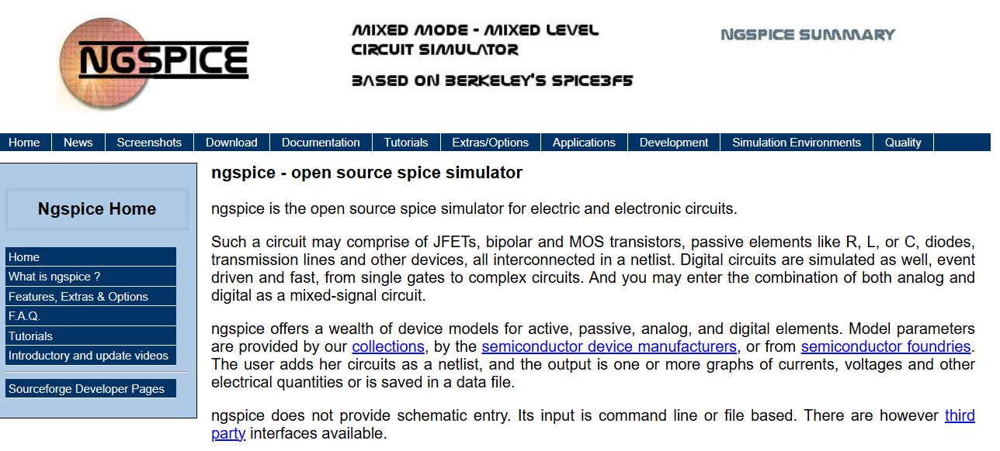 NGSPICE
MIXED MODE - MIXED LEVEL
CIRCUIT SIMULATOR
BASED ON BERKELEY'S SPICE3F5
NGSPICE SUMMARY
Home News Screenshots Download Documentation Tutorials Extras/Options Applications Development Simulation Environments Quality
Ngspice Home
Home
What is ngspice ?
Features, Extras & Options
F.A.Q.
Tutorials
Introductory and update videos
Sourceforge Developer Pages
ngspice - open source spice simulator
ngspice is the open source spice simulator for electric and electronic circuits.
Such a circuit may comprise of JFETs, bipolar and MOS transistors, passive elements like R, L, or C, diodes,
transmission lines and other devices, all interconnected in a netlist. Digital circuits are simulated as well, event
driven and fast, from single gates to complex circuits. And you may enter the combination of both analog and
digital as a mixed-signal circuit.
ngspice offers a wealth of device models for active, passive, analog, and digital elements. Model parameters
are provided by our collections, by the semiconductor device manufacturers, or from semiconductor foundries.
The user adds her circuits as a netlist, and the output is one or more graphs of currents, voltages and other
electrical quantities or is saved in a data file.
ngspice does not provide schematic entry. Its input is command line or file based. There are however third
party interfaces available.